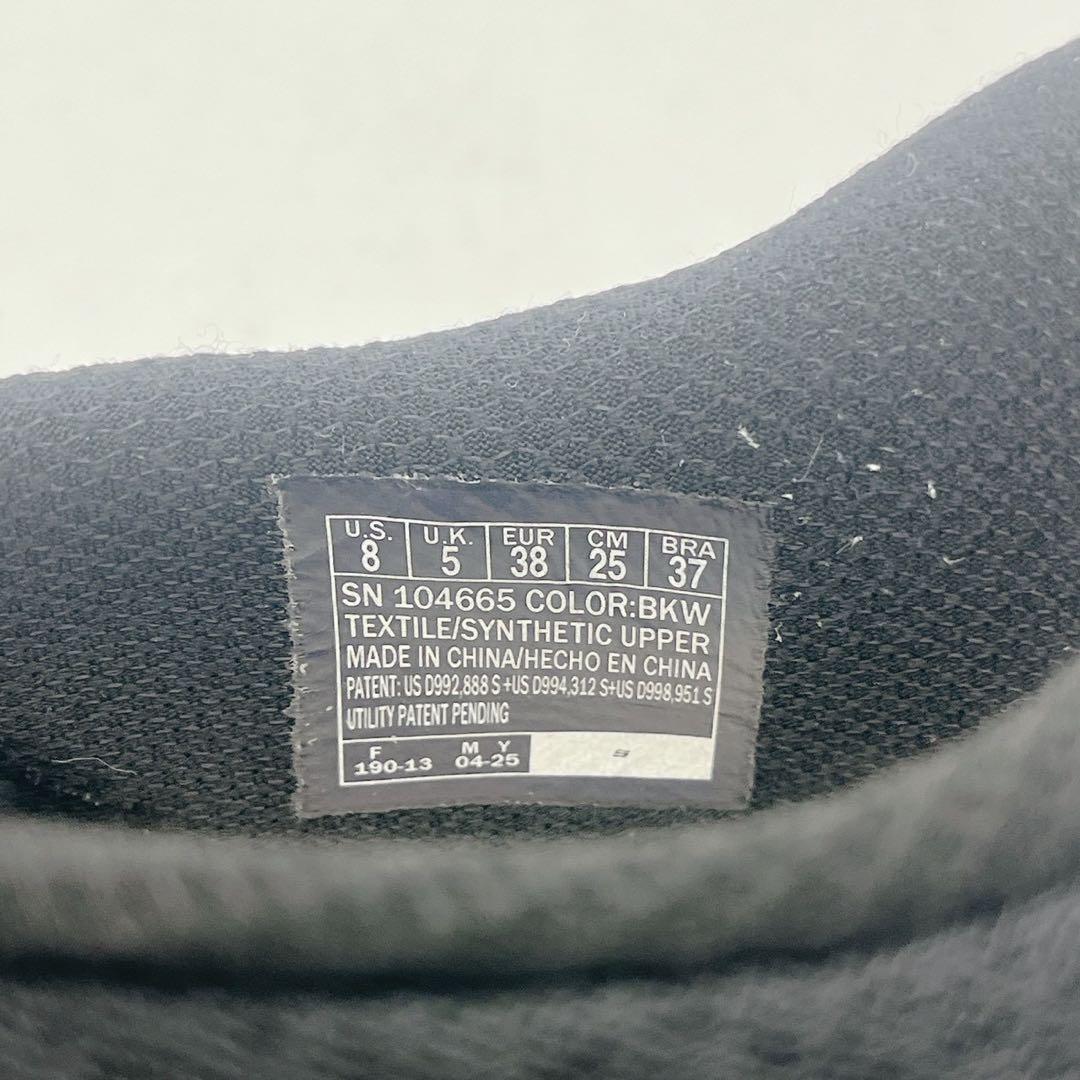 U.S. U.K. EUR CM BRA
8 5 38 25 37
SN 104665 COLOR:BKW
TEXTILE/SYNTHETIC UPPER
MADE IN CHINA/HECHO EN CHINA
PATENT: US D992,888 S+US D994,312 S+US D998,951 S
UTILITY PATENT PENDING
F M Y
190-13 04-25